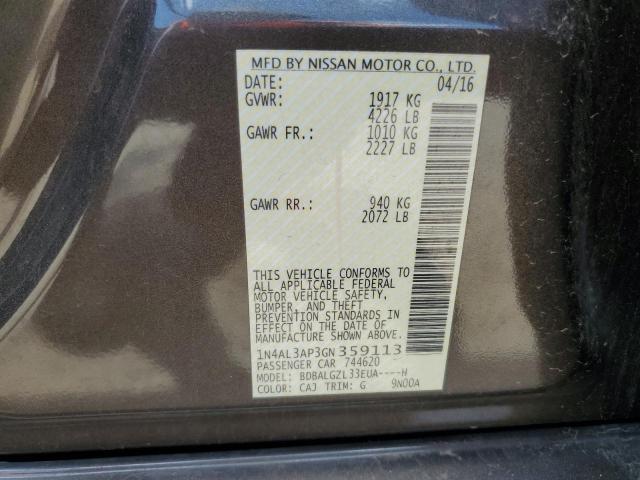 MFD BY NISSAN MOTOR CO., LTD.
DATE: 04/16
GVWR: 1917 KG
4226 LB
GAWR FR.: 1010 KG
2227 LB
GAWR RR.: 940 KG
2072 LB
THIS VEHICLE CONFORMS TO
ALL APPLICABLE FEDERAL
MOTOR VEHICLE SAFETY,
BUMPER, AND THEFT
PREVENTION STANDARDS IN
EFFECT ON THE DATE OF
MANUFACTURE SHOWN ABOVE.
1N4AL3AP3GN359113
PASSENGER CAR 744620
MODEL: BDBALGZL33EUA----H
COLOR: CAJ TRIM: G 9N00A